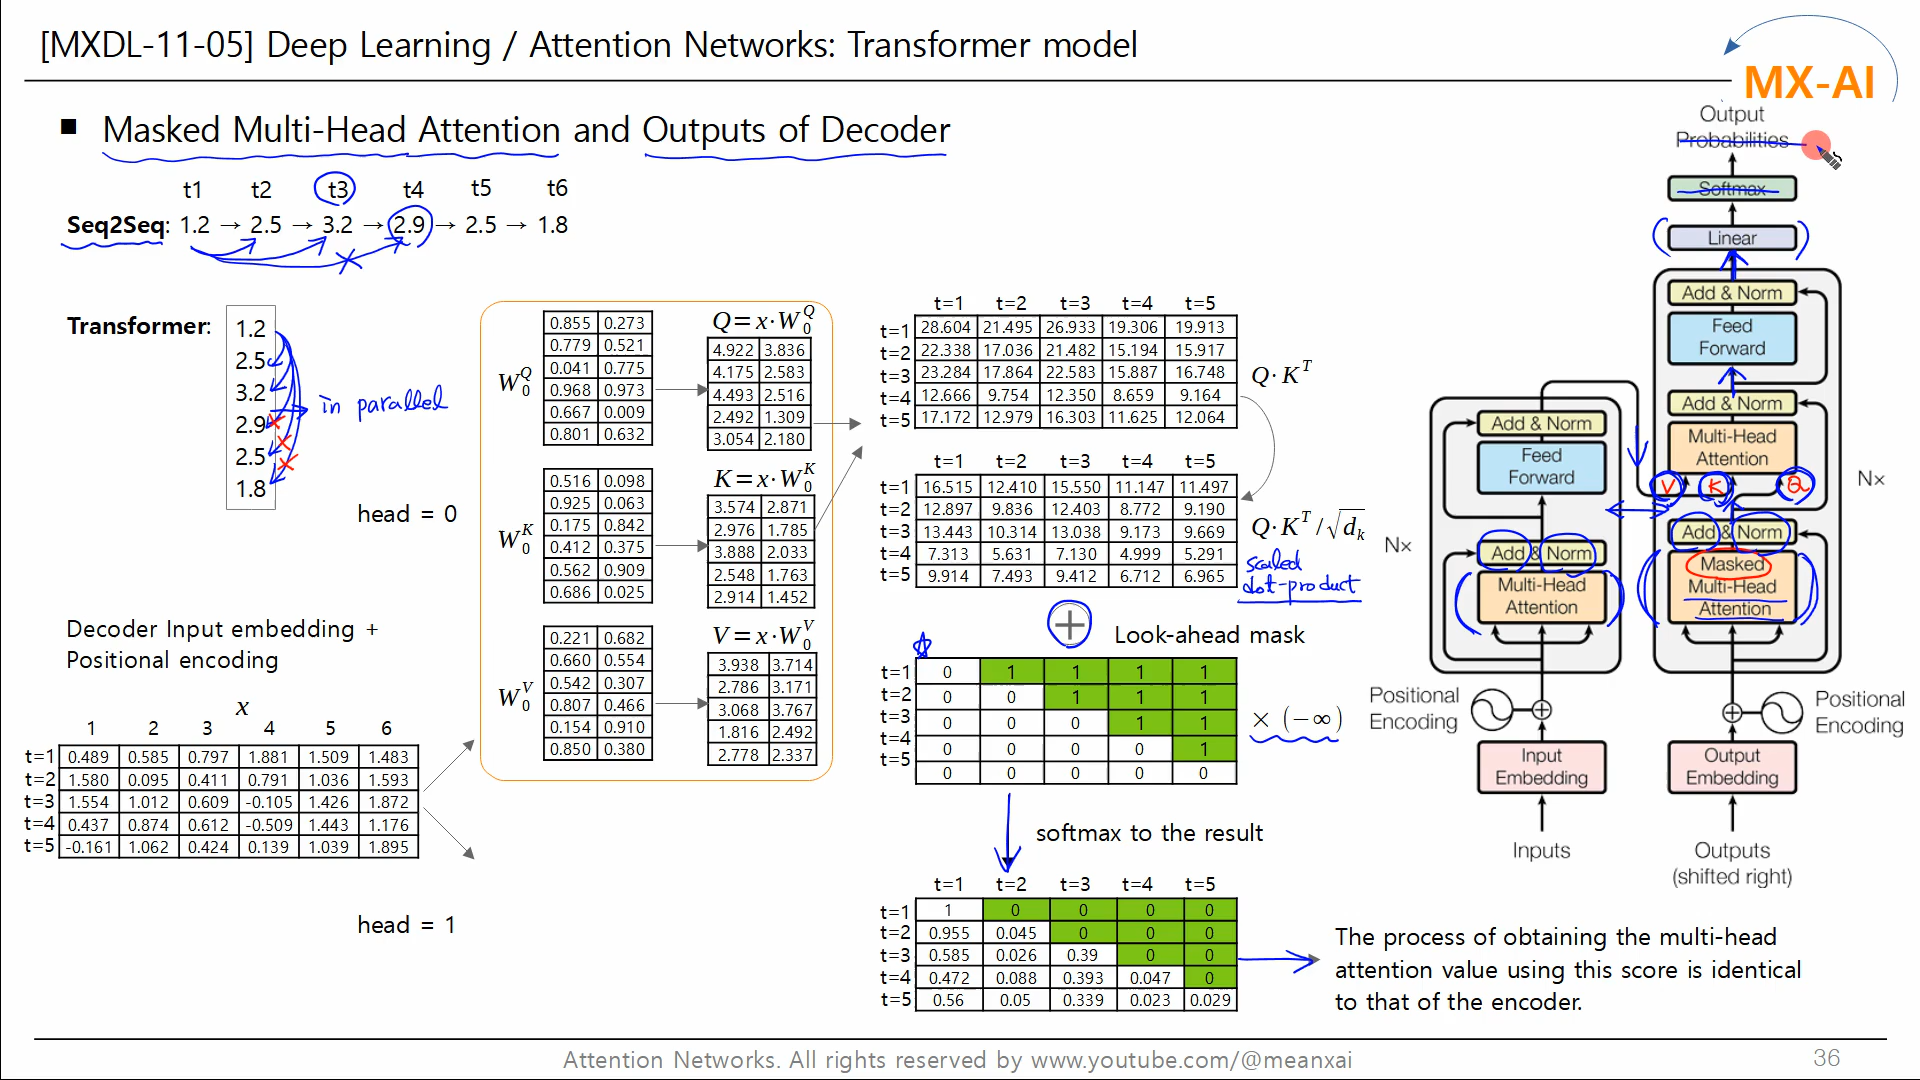 [MXDL-11-05] Deep Learning / Attention Networks: Transformer model
MX-AI
■ Masked Multi-Head Attention and Outputs of Decoder
t1 t2 t3 t4 t5 t6
Seq2Seq: 1.2 → 2.5 → 3.2 → 2.9 → 2.5 → 1.8
Transformer:
1.2
2.5
3.2
2.9
2.5
1.8
in parallel
head = 0
Decoder Input embedding +
Positional encoding
x
1 2 3 4 5 6
t=1 0.489 0.585 0.797 1.881 1.509 1.483
t=2 1.580 0.095 0.411 0.791 1.036 1.593
t=3 1.554 1.012 0.609 -0.105 1.426 1.872
t=4 0.437 0.874 0.612 -0.509 1.443 1.176
t=5 -0.161 1.062 0.424 0.139 1.039 1.895
head = 1
W₀^Q
0.855 0.273
0.779 0.521
0.041 0.775
0.968 0.973
0.667 0.009
0.801 0.632
Q=x·W₀^Q
4.922 3.836
4.175 2.583
4.493 2.516
2.492 1.309
3.054 2.180
W₀^K
0.516 0.098
0.925 0.063
0.175 0.842
0.412 0.375
0.562 0.909
0.686 0.025
K=x·W₀^K
3.574 2.871
2.976 1.785
3.888 2.033
2.548 1.763
2.914 1.452
W₀^V
0.221 0.682
0.660 0.554
0.542 0.307
0.807 0.466
0.154 0.910
0.850 0.380
V=x·W₀^V
3.938 3.714
2.786 3.171
3.068 3.767
1.816 2.492
2.778 2.337
t=1 t=2 t=3 t=4 t=5
t=1 28.604 21.495 26.933 19.306 19.913
t=2 22.338 17.036 21.482 15.194 15.917
t=3 23.284 17.864 22.583 15.887 16.748
t=4 12.666 9.754 12.350 8.659 9.164
t=5 17.172 12.979 16.303 11.625 12.064
Q·K^T
t=1 t=2 t=3 t=4 t=5
t=1 16.515 12.410 15.550 11.147 11.497
t=2 12.897 9.836 12.403 8.772 9.190
t=3 13.443 10.314 13.038 9.173 9.669
t=4 7.313 5.631 7.130 4.999 5.291
t=5 9.914 7.493 9.412 6.712 6.965
Q·K^T/√d_k
scaled
dot-product
+ Look-ahead mask
t=1 0 1 1 1 1
t=2 0 0 1 1 1
t=3 0 0 0 1 1
t=4 0 0 0 0 1
t=5 0 0 0 0 0
× (−∞)
softmax to the result
t=1 t=2 t=3 t=4 t=5
t=1 1 0 0 0 0
t=2 0.955 0.045 0 0 0
t=3 0.585 0.026 0.39 0 0
t=4 0.472 0.088 0.393 0.047 0
t=5 0.56 0.05 0.339 0.023 0.029
The process of obtaining the multi-head
attention value using this score is identical
to that of the encoder.
Output
Probabilities
Softmax
Linear
Add & Norm
Feed
Forward
Add & Norm
Multi-Head
Attention
V K Q
Nx
Add & Norm
Masked
Multi-Head
Attention
Positional
Encoding
Output
Embedding
Outputs
(shifted right)
Add & Norm
Feed
Forward
Nx
Add & Norm
Multi-Head
Attention
Positional
Encoding
Input
Embedding
Inputs
Attention Networks. All rights reserved by www.youtube.com/@meanxai
36